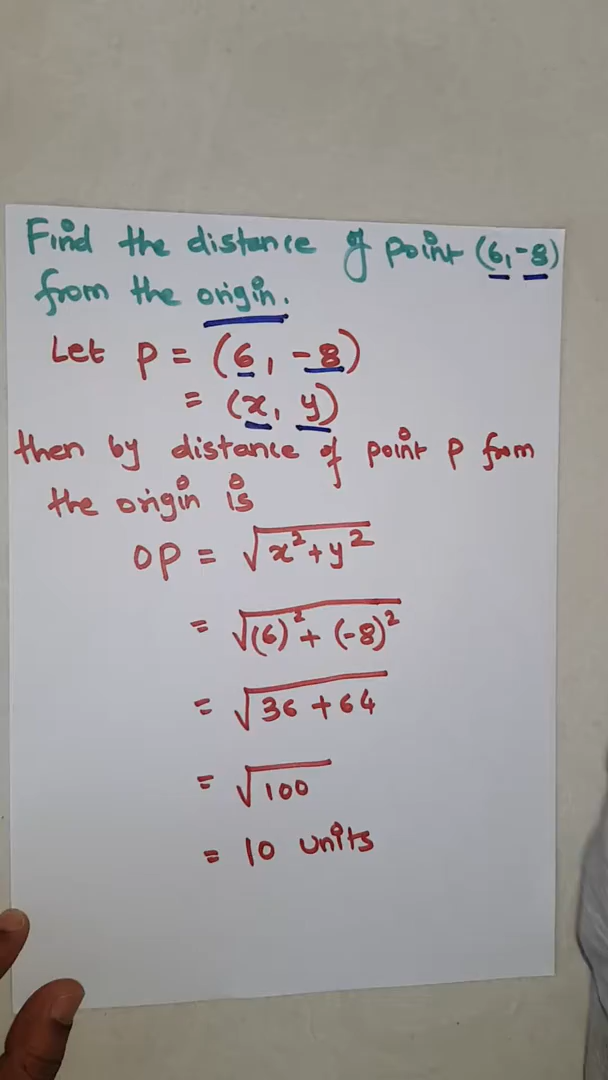 Find the distance of point (6, -8)
from the origin.
Let P = (6, -8)
= (x, y)
then by distance of point P from
the origin is
OP = √x²+y²
= √(6)²+ (-8)²
= √36 +64
= √100
= 10 units